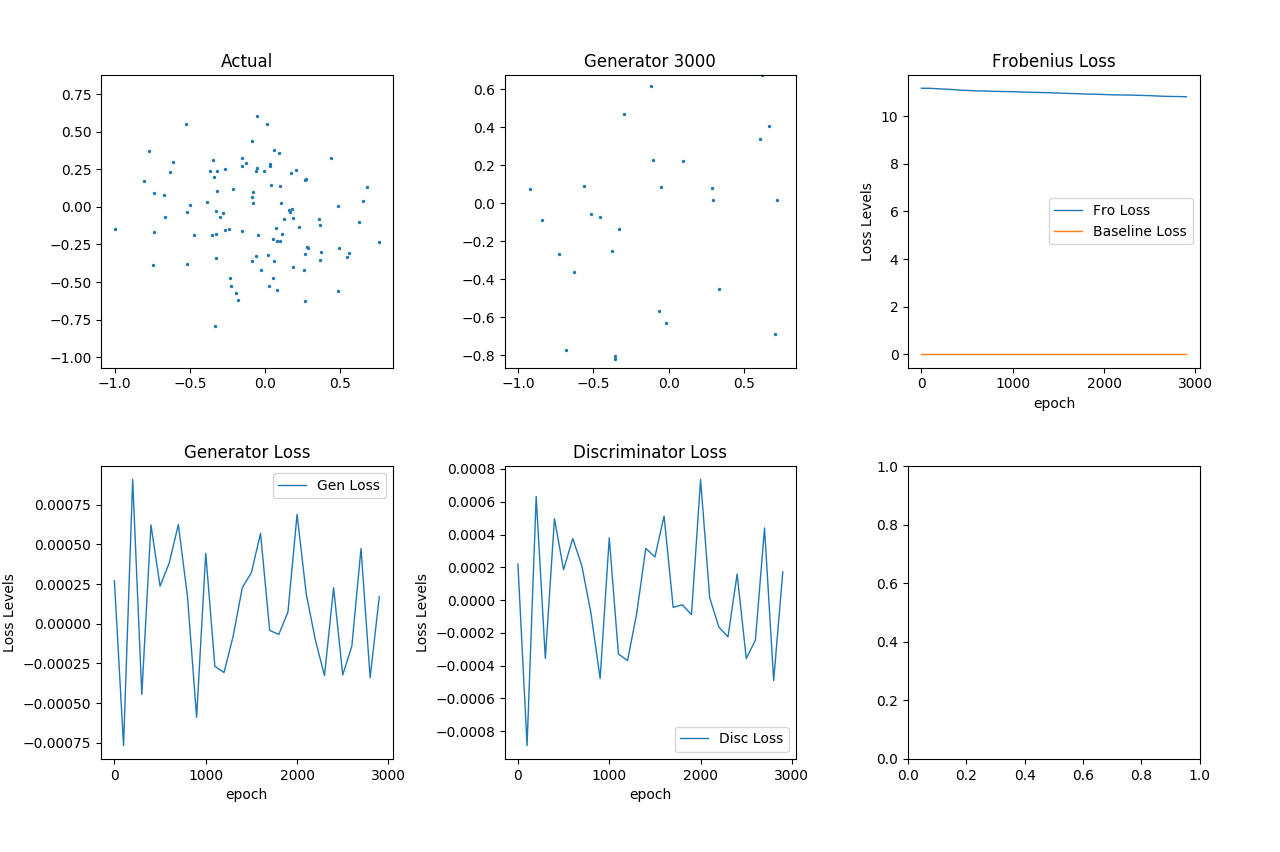 Actual
0.75
0.50
0.25
0.00
−0.25
−0.50
−0.75
−1.00
−1.0 −0.5 0.0 0.5
Generator 3000
0.6
0.4
0.2
0.0
−0.2
−0.4
−0.6
−0.8
−1.0 −0.5 0.0 0.5
Frobenius Loss
Loss Levels
10
8
6
4
2
0
Fro Loss
Baseline Loss
0 1000 2000 3000
epoch
Generator Loss
Loss Levels
0.00075
0.00050
0.00025
0.00000
−0.00025
−0.00050
−0.00075
Gen Loss
0 1000 2000 3000
epoch
Discriminator Loss
Loss Levels
0.0008
0.0006
0.0004
0.0002
0.0000
−0.0002
−0.0004
−0.0006
−0.0008
Disc Loss
0 1000 2000 3000
epoch
1.0
0.8
0.6
0.4
0.2
0.0
0.0 0.2 0.4 0.6 0.8 1.0